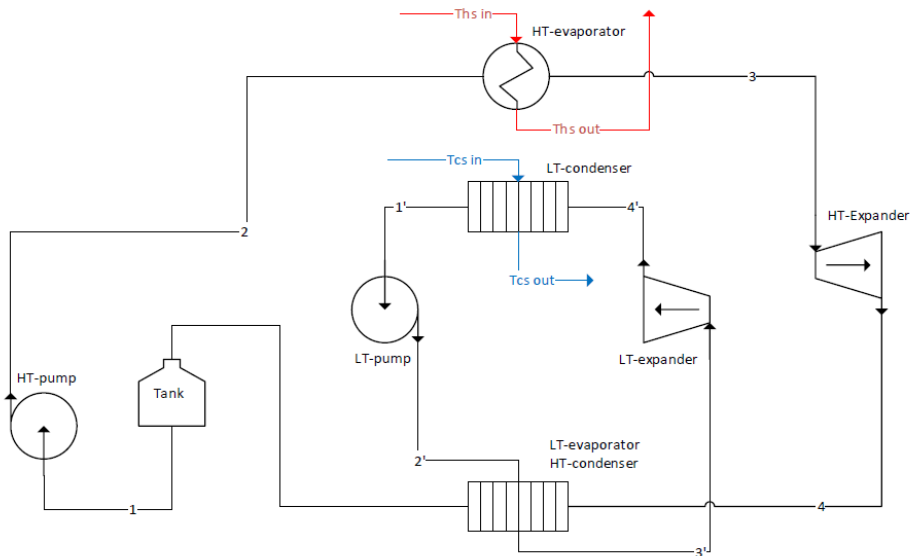 Ths in
HT-evaporator
3
Ths out
Tcs in
LT-condenser
1'
4'
HT-Expander
2
Tcs out
LT-pump
LT-expander
HT-pump
Tank
LT-evaporator
HT-condenser
2'
1
4
3'